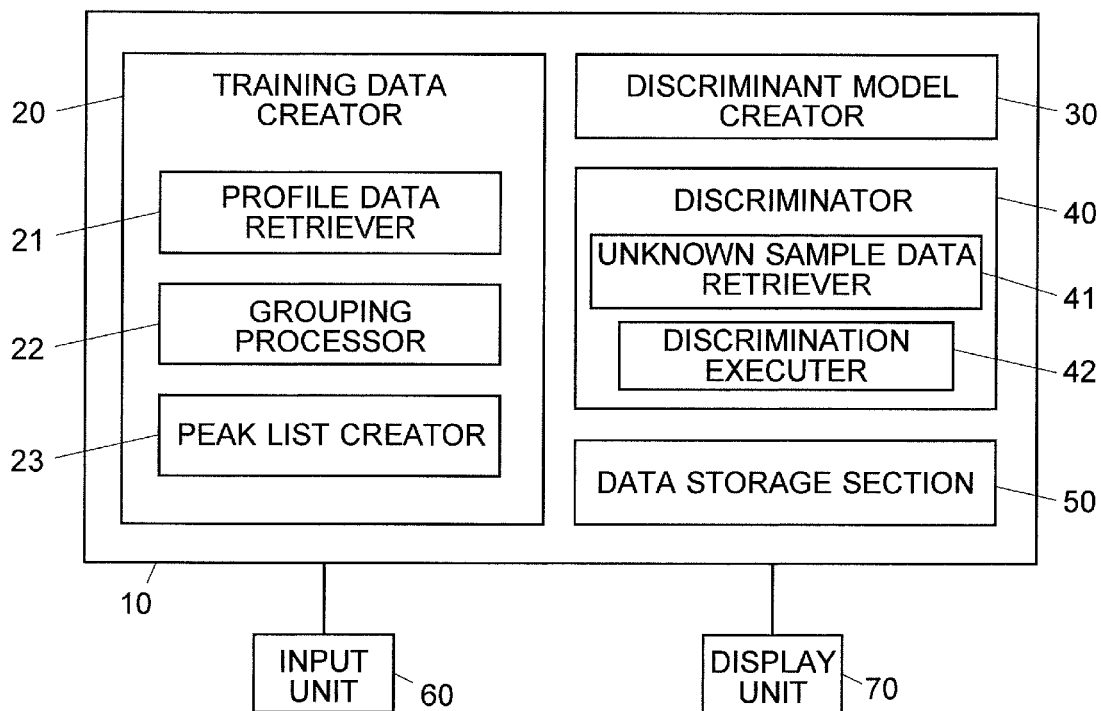 TRAINING DATA
CREATOR
20
PROFILE DATA
RETRIEVER
21
GROUPING
PROCESSOR
22
PEAK LIST CREATOR
23
DISCRIMINANT MODEL
CREATOR
30
DISCRIMINATOR
40
UNKNOWN SAMPLE DATA
RETRIEVER
41
DISCRIMINATION
EXECUTER
42
DATA STORAGE SECTION
50
10
INPUT
UNIT
60
DISPLAY
UNIT
70